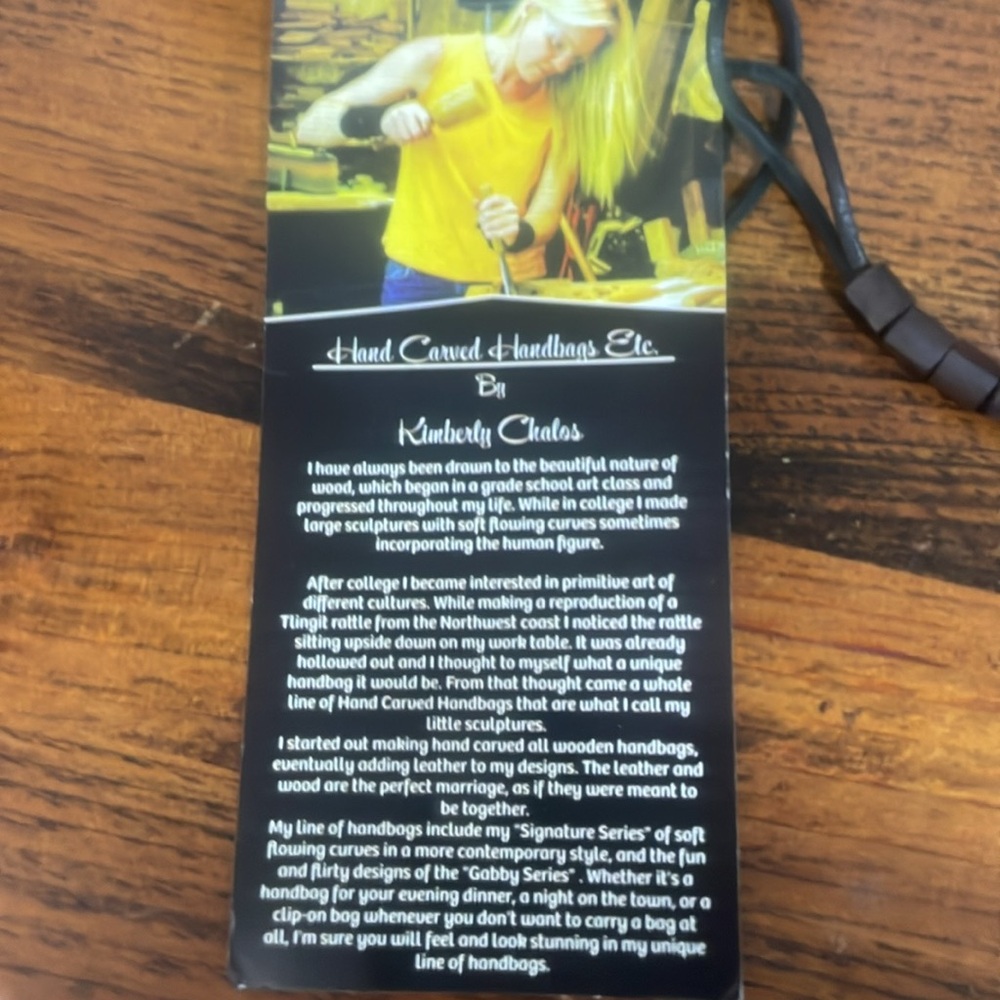 Hand Carved Handbags Etc.
By
Kimberly Chalos
I have always been drawn to the beautiful nature of
wood, which began in a grade school art class and
progressed throughout my life. While in college I made
large sculptures with soft flowing curves sometimes
incorporating the human figure.
After college I became interested in primitive art of
different cultures. While making a reproduction of a
Tlingit rattle from the Northwest coast I noticed the rattle
sitting upside down on my work table. It was already
hollowed out and I thought to myself what a unique
handbag it would be. From that thought came a whole
line of Hand Carved Handbags that are what I call my
little sculptures.
I started out making hand carved all wooden handbags,
eventually adding leather to my designs. The leather and
wood are the perfect marriage, as if they were meant to
be together.
My line of handbags include my "Signature Series" of soft
flowing curves in a more contemporary style, and the fun
and flirty designs of the "Gabby Series" . Whether it's a
handbag for your evening dinner, a night on the town, or a
clip-on bag whenever you don't want to carry a bag at
all, I'm sure you will feel and look stunning in my unique
line of handbags.